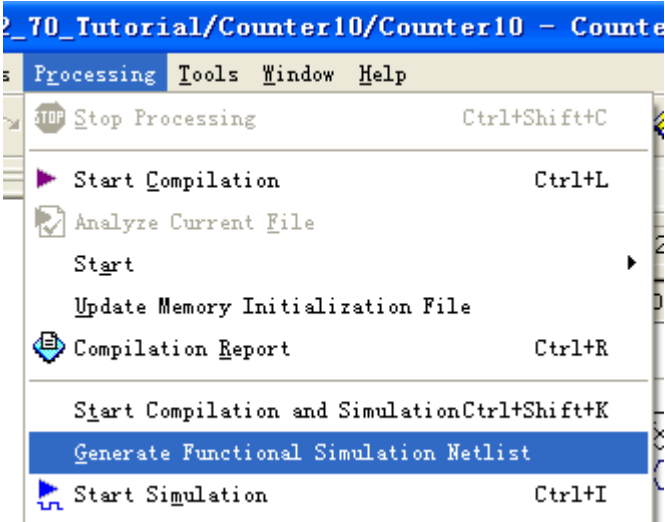 2_70_Tutorial/Counter10/Counter10 - Counte
s Processing Tools Window Help
STOP Stop Processing Ctrl+Shift+C
Start Compilation Ctrl+L
Analyze Current File
Start
Update Memory Initialization File
Compilation Report Ctrl+R
Start Compilation and SimulationCtrl+Shift+K
Generate Functional Simulation Netlist
Start Simulation Ctrl+I